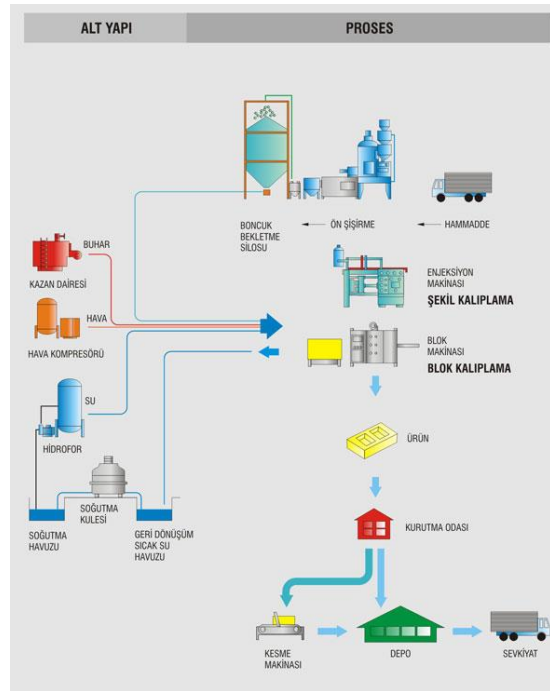 ALT YAPI
PROSES
BONCUK
BEKLETME
SİLOSU
ÖN ŞİŞİRME
HAMMADDE
BUHAR
KAZAN DAİRESİ
ENJEKSİYON
MAKİNASI
ŞEKİL KALIPLAMA
HAVA
HAVA KOMPRESÖRÜ
BLOK
MAKİNASI
BLOK KALIPLAMA
SU
HİDROFOR
ÜRÜN
SOĞUTMA
KULESİ
SOĞUTMA
HAVUZU
GERİ DÖNÜŞÜM
SICAK SU
HAVUZU
KURUTMA ODASI
KESME
MAKİNASI
DEPO
SEVKİYAT